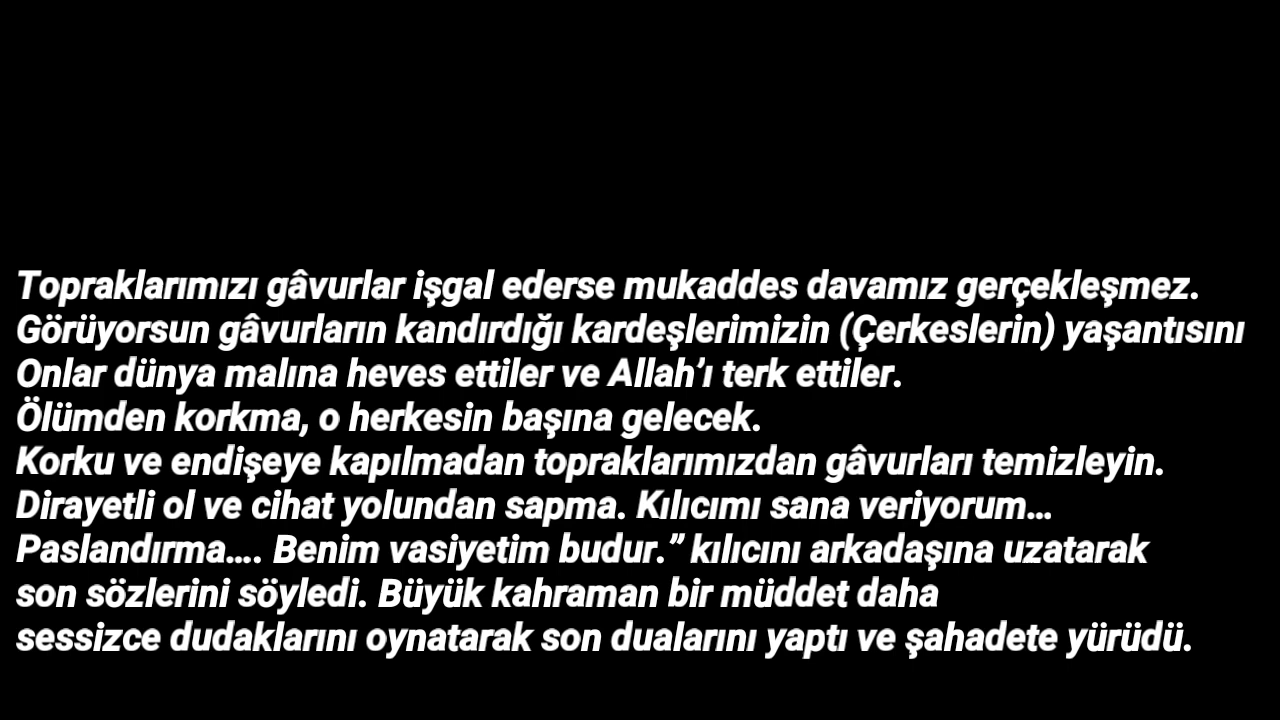 Topraklarımızı gâvurlar işgal ederse mukaddes davamız gerçekleşmez.
Görüyorsun gâvurların kandırdığı kardeşlerimizin (Çerkeslerin) yaşantısını
Onlar dünya malına heves ettiler ve Allah’ı terk ettiler.
Ölümden korkma, o herkesin başına gelecek.
Korku ve endişeye kapılmadan topraklarımızdan gâvurları temizleyin.
Dirayetli ol ve cihat yolundan sapma. Kılıcımı sana veriyorum…
Paslandırma…. Benim vasiyetim budur.” kılıcını arkadaşına uzatarak
son sözlerini söyledi. Büyük kahraman bir müddet daha
sessizce dudaklarını oynatarak son dualarını yaptı ve şahadete yürüdü.